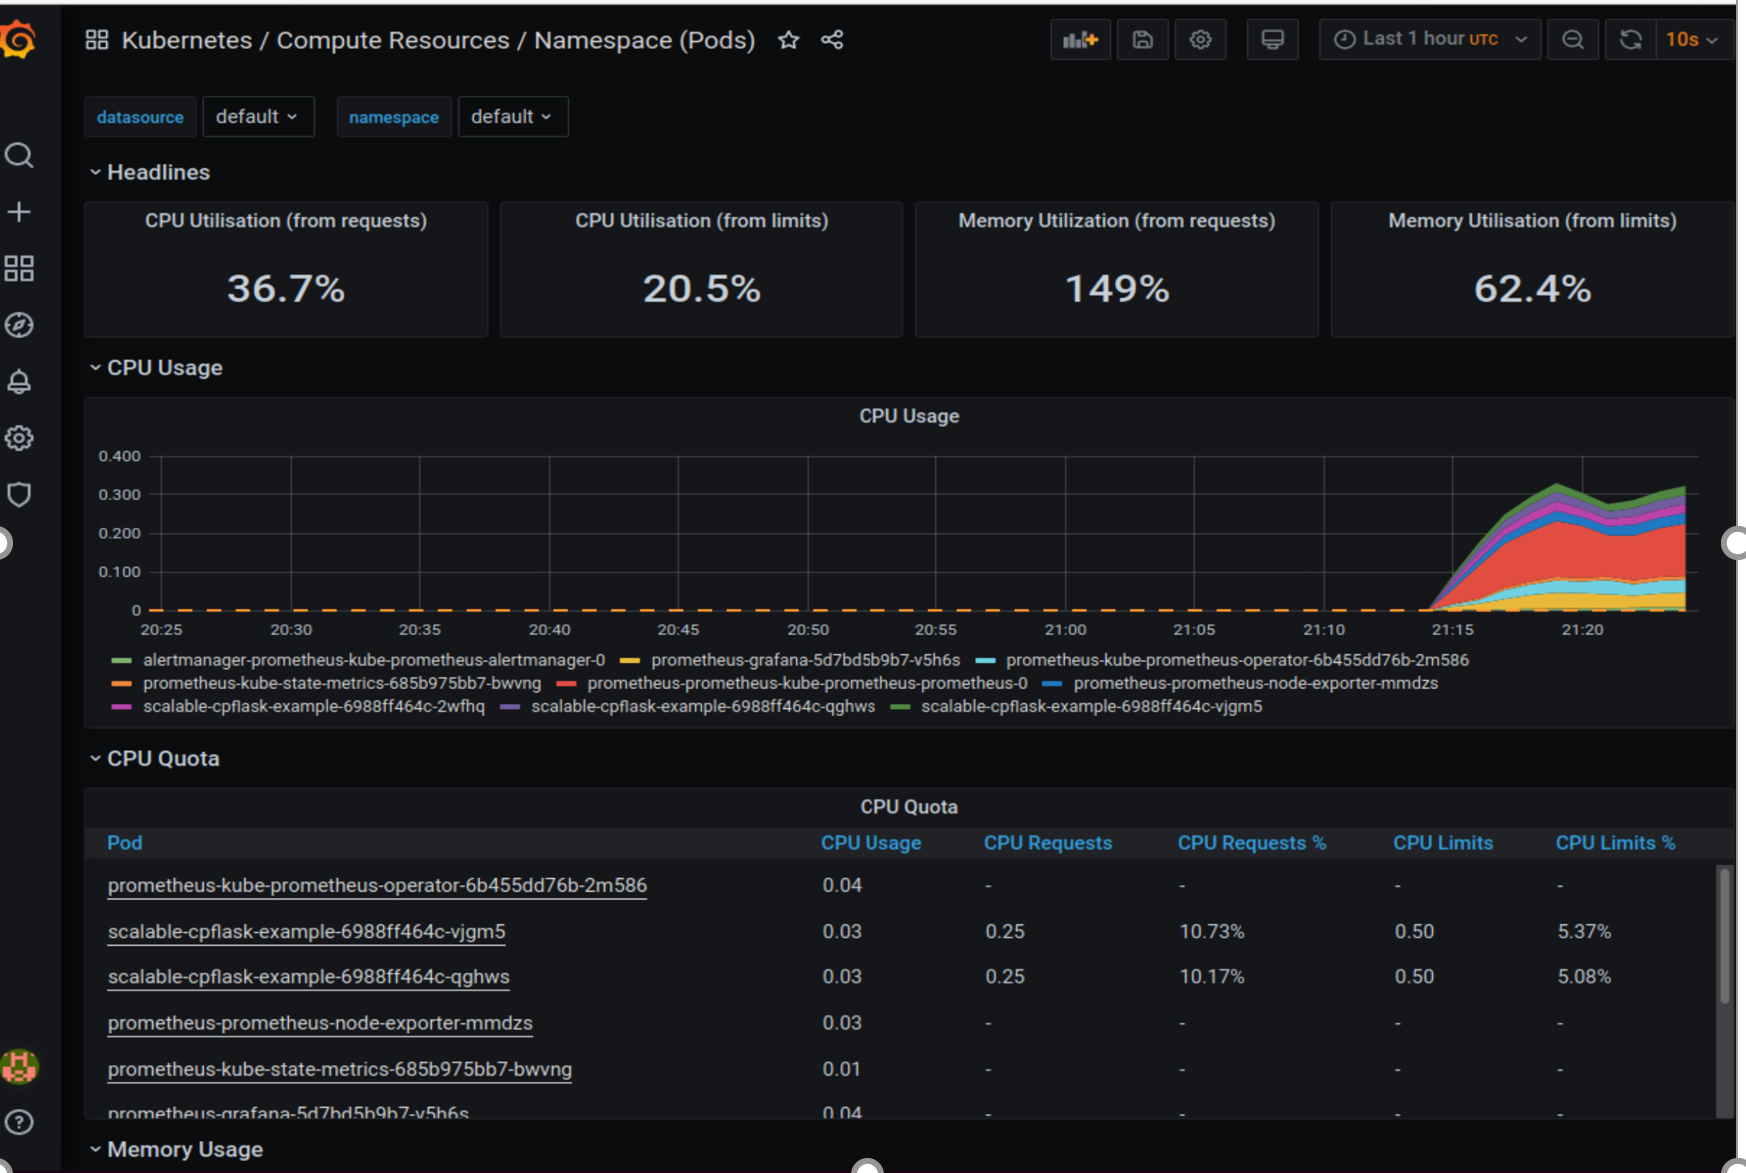 Kubernetes / Compute Resources / Namespace (Pods) Last 1 hour UTC 10s
datasource default namespace default
Headlines
CPU Utilisation (from requests) CPU Utilisation (from limits) Memory Utilization (from requests) Memory Utilisation (from limits)
36.7% 20.5% 149% 62.4%
CPU Usage
CPU Usage
0.400
0.300
0.200
0.100
0
20:25 20:30 20:35 20:40 20:45 20:50 20:55 21:00 21:05 21:10 21:15 21:20
alertmanager-prometheus-kube-prometheus-alertmanager-0 prometheus-grafana-5d7bd5b9b7-v5h6s prometheus-kube-prometheus-operator-6b455dd76b-2m586
prometheus-kube-state-metrics-685b975bb7-bwvng prometheus-prometheus-kube-prometheus-prometheus-0 prometheus-prometheus-node-exporter-mmdzs
scalable-cpflask-example-6988ff464c-2wfhq scalable-cpflask-example-6988ff464c-qghws scalable-cpflask-example-6988ff464c-vjgm5
CPU Quota
CPU Quota
Pod CPU Usage CPU Requests CPU Requests % CPU Limits CPU Limits %
prometheus-kube-prometheus-operator-6b455dd76b-2m586 0.04 - - - -
scalable-cpflask-example-6988ff464c-vjgm5 0.03 0.25 10.73% 0.50 5.37%
scalable-cpflask-example-6988ff464c-qghws 0.03 0.25 10.17% 0.50 5.08%
prometheus-prometheus-node-exporter-mmdzs 0.03 - - - -
prometheus-kube-state-metrics-685b975bb7-bwvng 0.01 - - - -
prometheus-grafana-5d7bd5b9b7-v5h6s 0.04 - - - -
Memory Usage